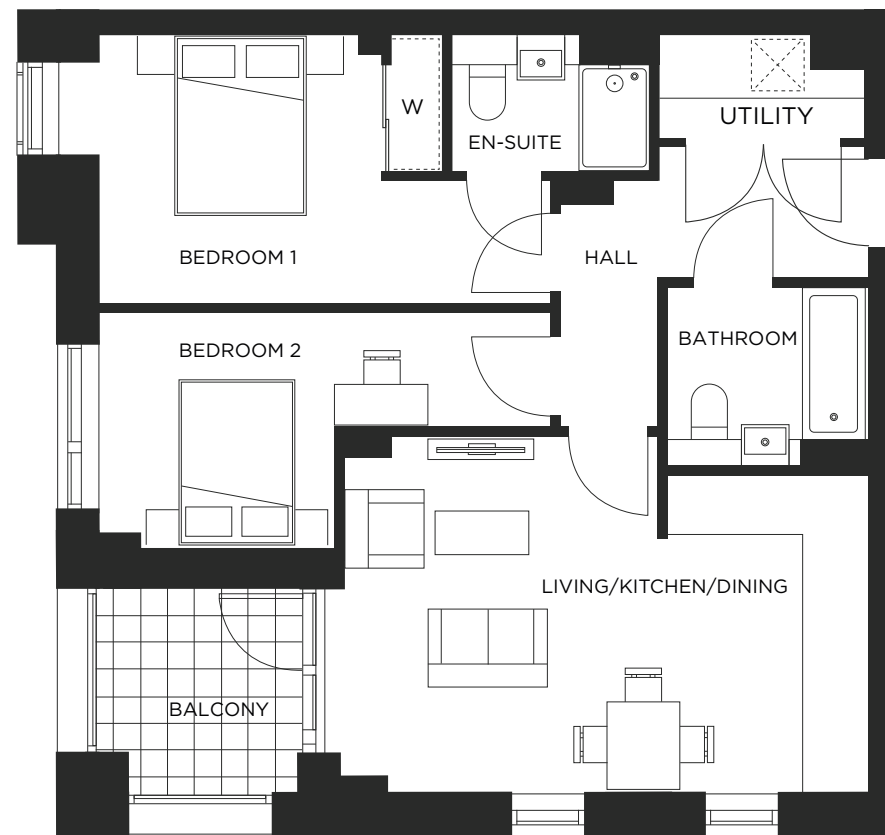 W
UTILITY
EN-SUITE
BEDROOM 1
HALL
BATHROOM
BEDROOM 2
LIVING/KITCHEN/DINING
BALCONY